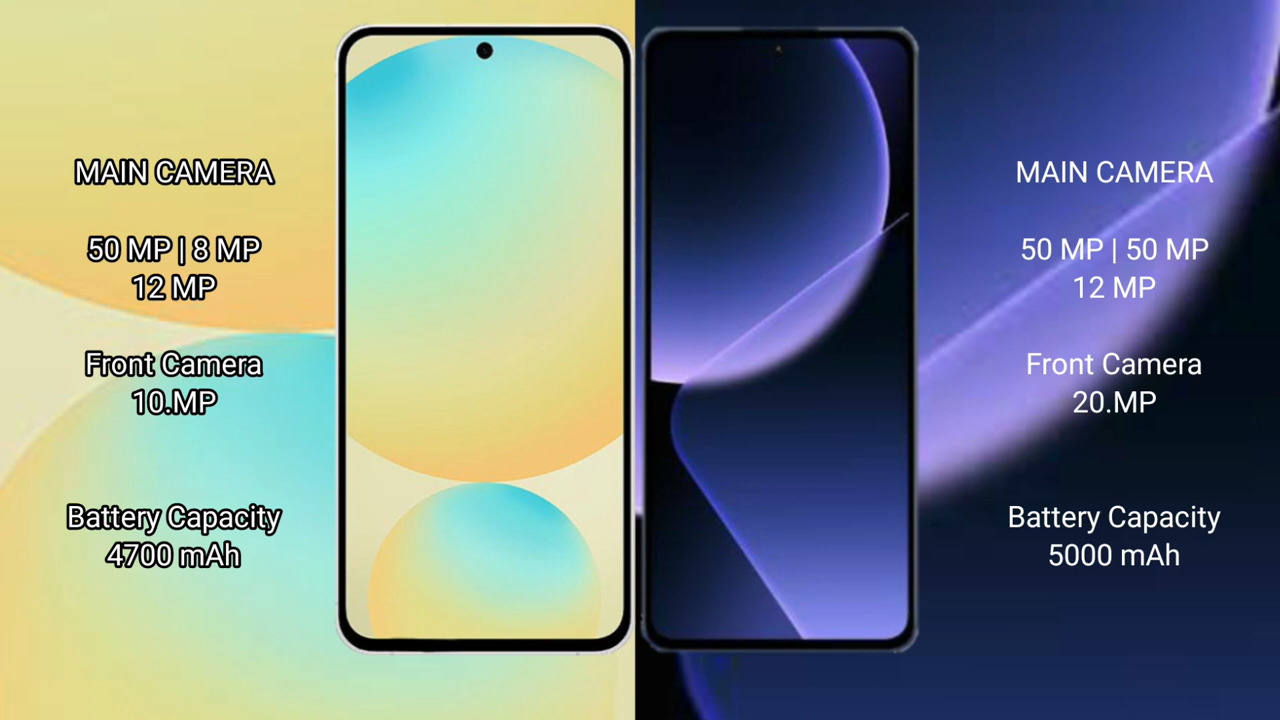 MAIN CAMERA
50 MP | 8 MP
12 MP
Front Camera
10.MP
Battery Capacity
4700 mAh
MAIN CAMERA
50 MP | 50 MP
12 MP
Front Camera
20.MP
Battery Capacity
5000 mAh